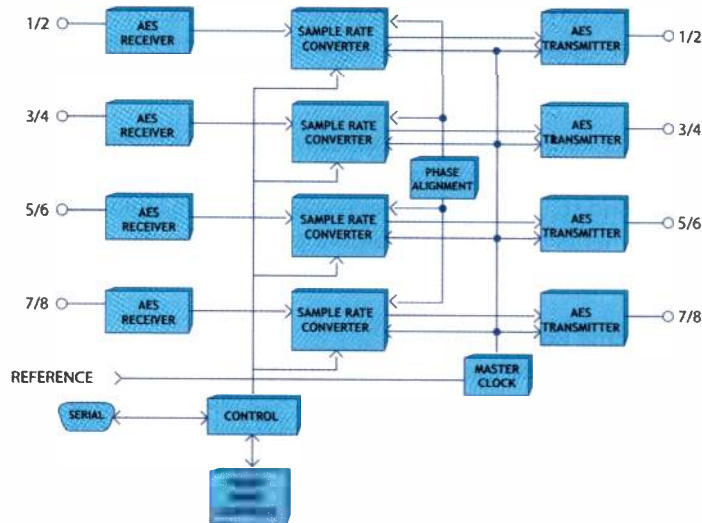 1/2
AES
RECEIVER
SAMPLE RATE
CONVERTER
AES
TRANSMITTER
1/2
3/4
AES
RECEIVER
SAMPLE RATE
CONVERTER
AES
TRANSMITTER
3/4
PHASE
ALIGNMENT
5/6
AES
RECEIVER
SAMPLE RATE
CONVERTER
AES
TRANSMITTER
5/6
7/8
AES
RECEIVER
SAMPLE RATE
CONVERTER
AES
TRANSMITTER
7/8
REFERENCE
MASTER
CLOCK
SERIAL
CONTROL